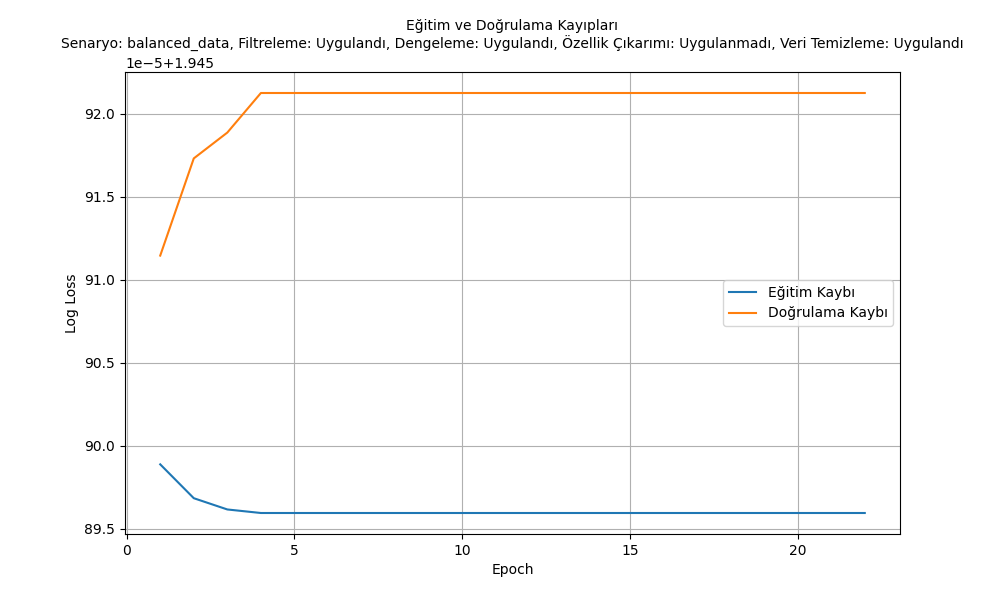 Eğitim ve Doğrulama Kayıpları
Senaryo: balanced_data, Filtreleme: Uygulandı, Dengeleme: Uygulandı, Özellik Çıkarımı: Uygulanmadı, Veri Temizleme: Uygulandı
1e−5+1.945
92.0
91.5
91.0
90.5
90.0
89.5
Log Loss
Eğitim Kaybı
Doğrulama Kaybı
0 5 10 15 20
Epoch